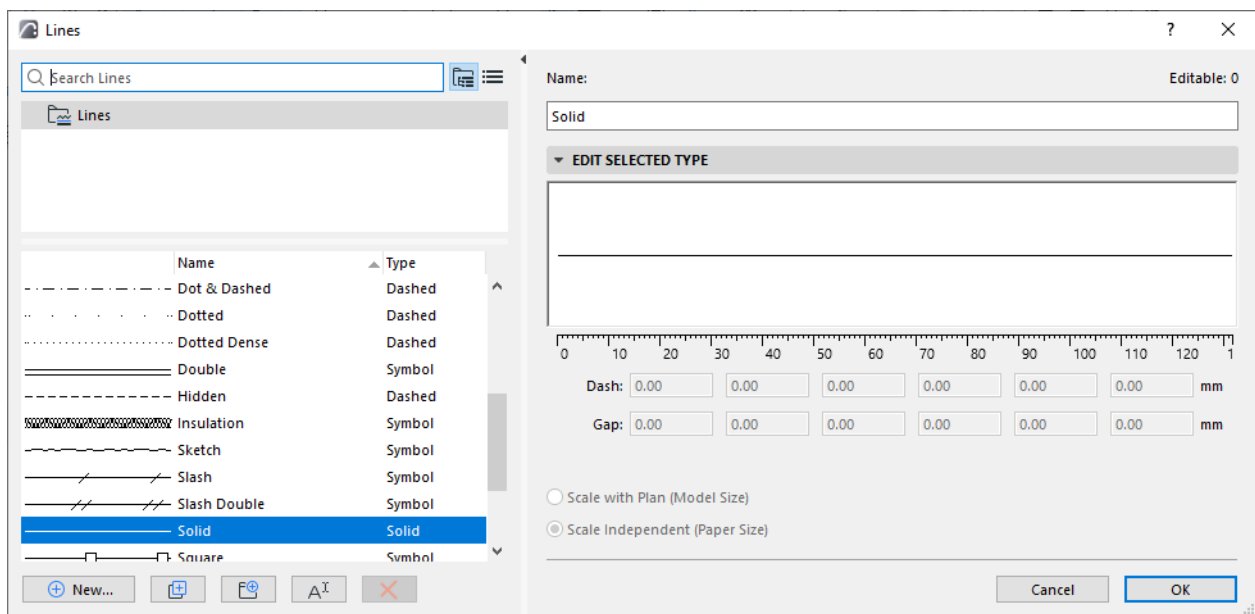 Lines
?
Search Lines
Lines
Name Type
Dot & Dashed Dashed
Dotted Dashed
Dotted Dense Dashed
Double Symbol
Hidden Dashed
Insulation Symbol
Sketch Symbol
Slash Symbol
Slash Double Symbol
Solid Solid
Square Symbol
New...
A
Name: Editable: 0
Solid
EDIT SELECTED TYPE
0 10 20 30 40 50 60 70 80 90 100 110 120 1
Dash: 0.00 0.00 0.00 0.00 0.00 0.00 mm
Gap: 0.00 0.00 0.00 0.00 0.00 0.00 mm
Scale with Plan (Model Size)
Scale Independent (Paper Size)
Cancel OK